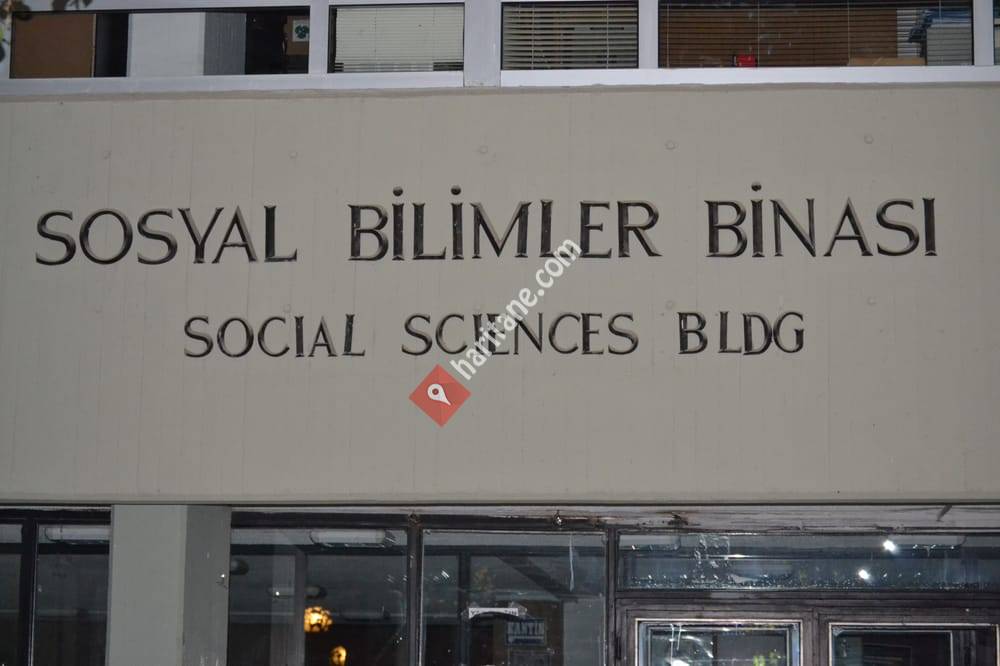 SOSYAL BİLİMLER BİNASI
SOCIAL SCIENCES BLDG
haritane.com